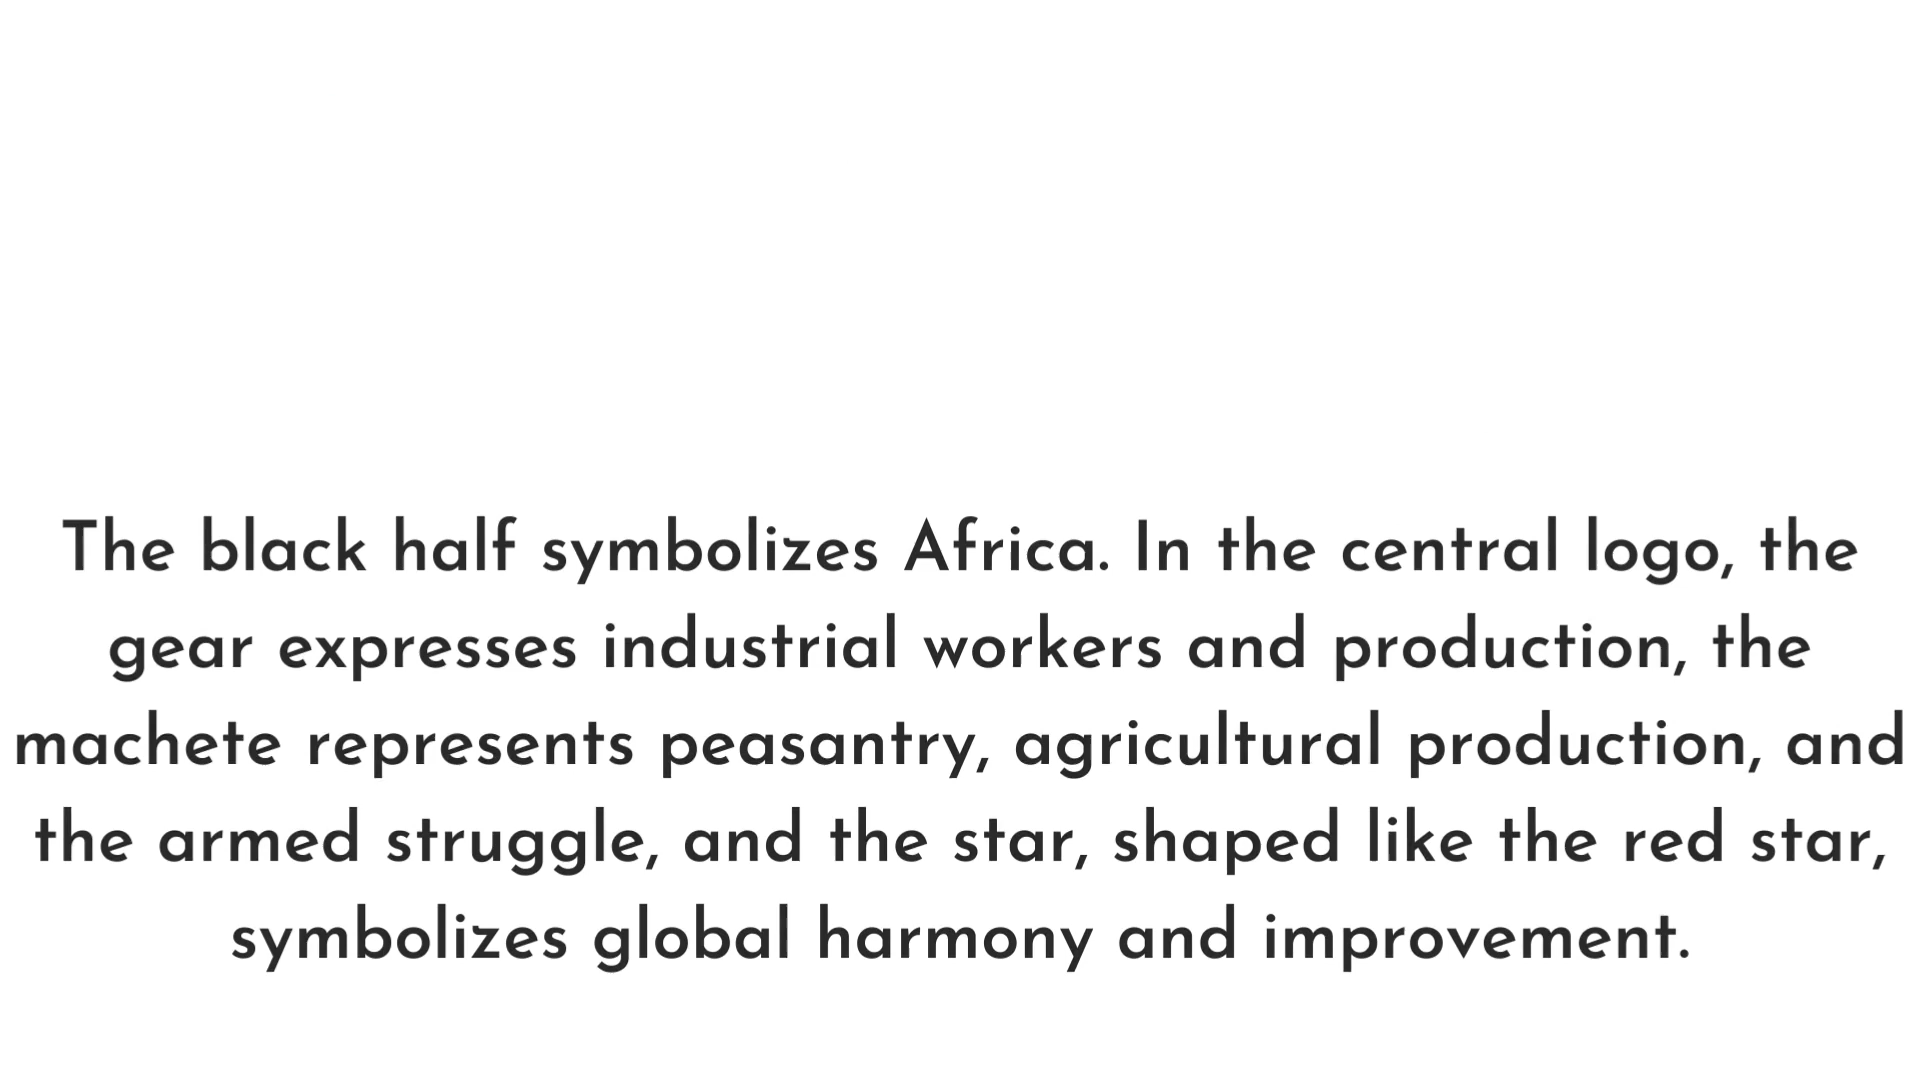 The black half symbolizes Africa. In the central logo, the
gear expresses industrial workers and production, the
machete represents peasantry, agricultural production, and
the armed struggle, and the star, shaped like the red star,
symbolizes global harmony and improvement.